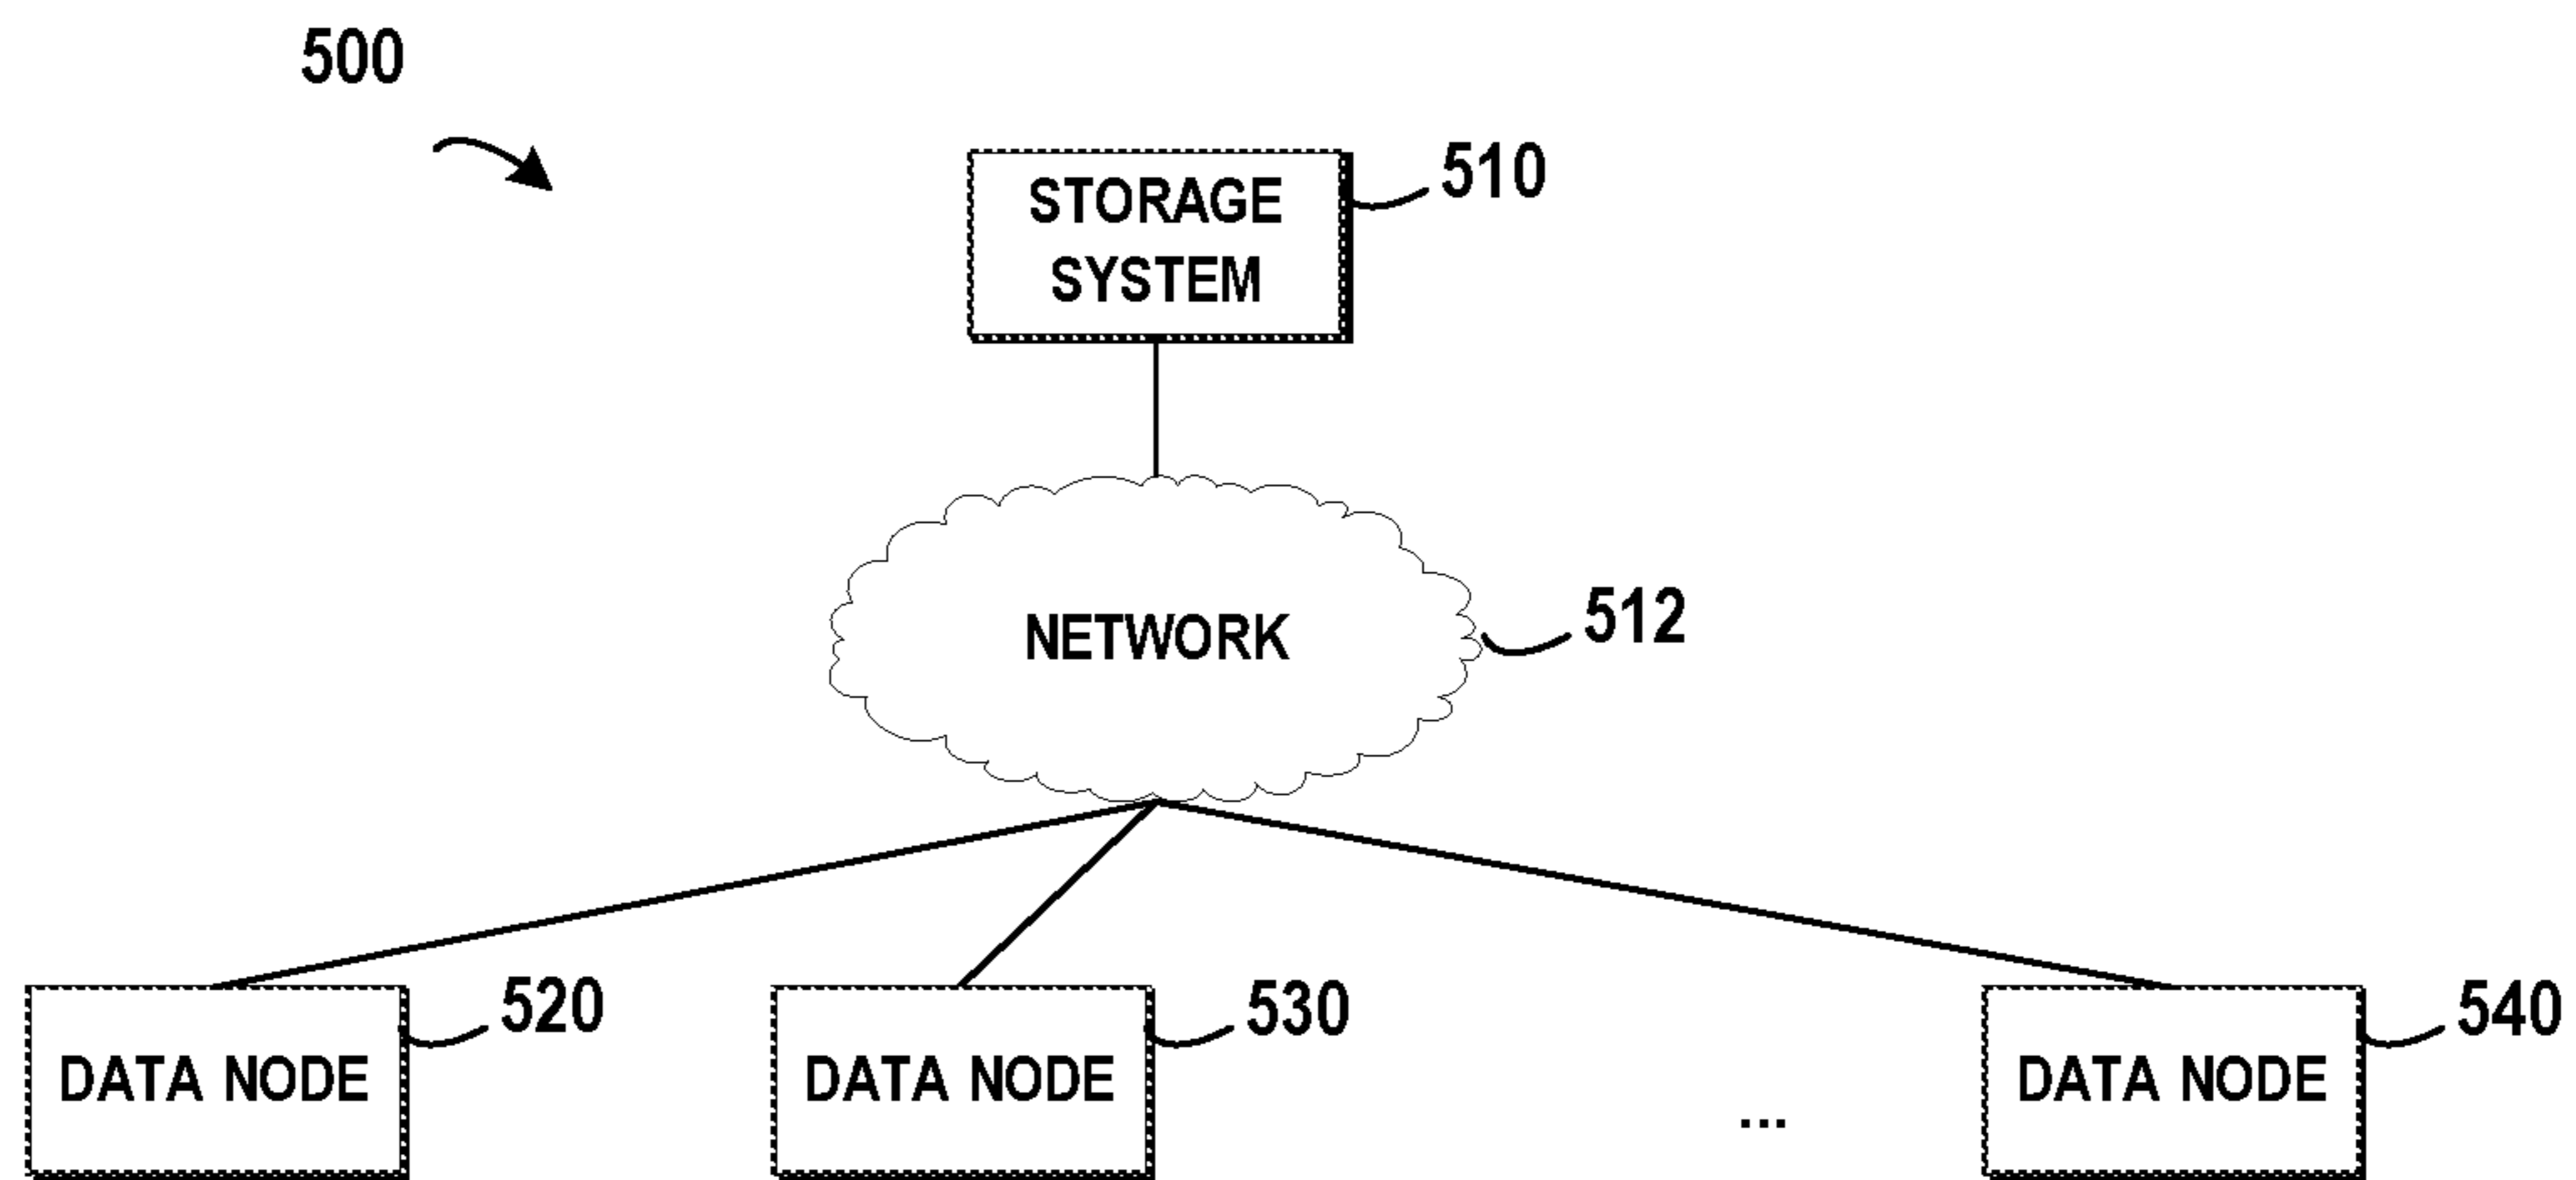 500
STORAGE
SYSTEM
510
NETWORK
512
DATA NODE
520
DATA NODE
530
...
DATA NODE
540